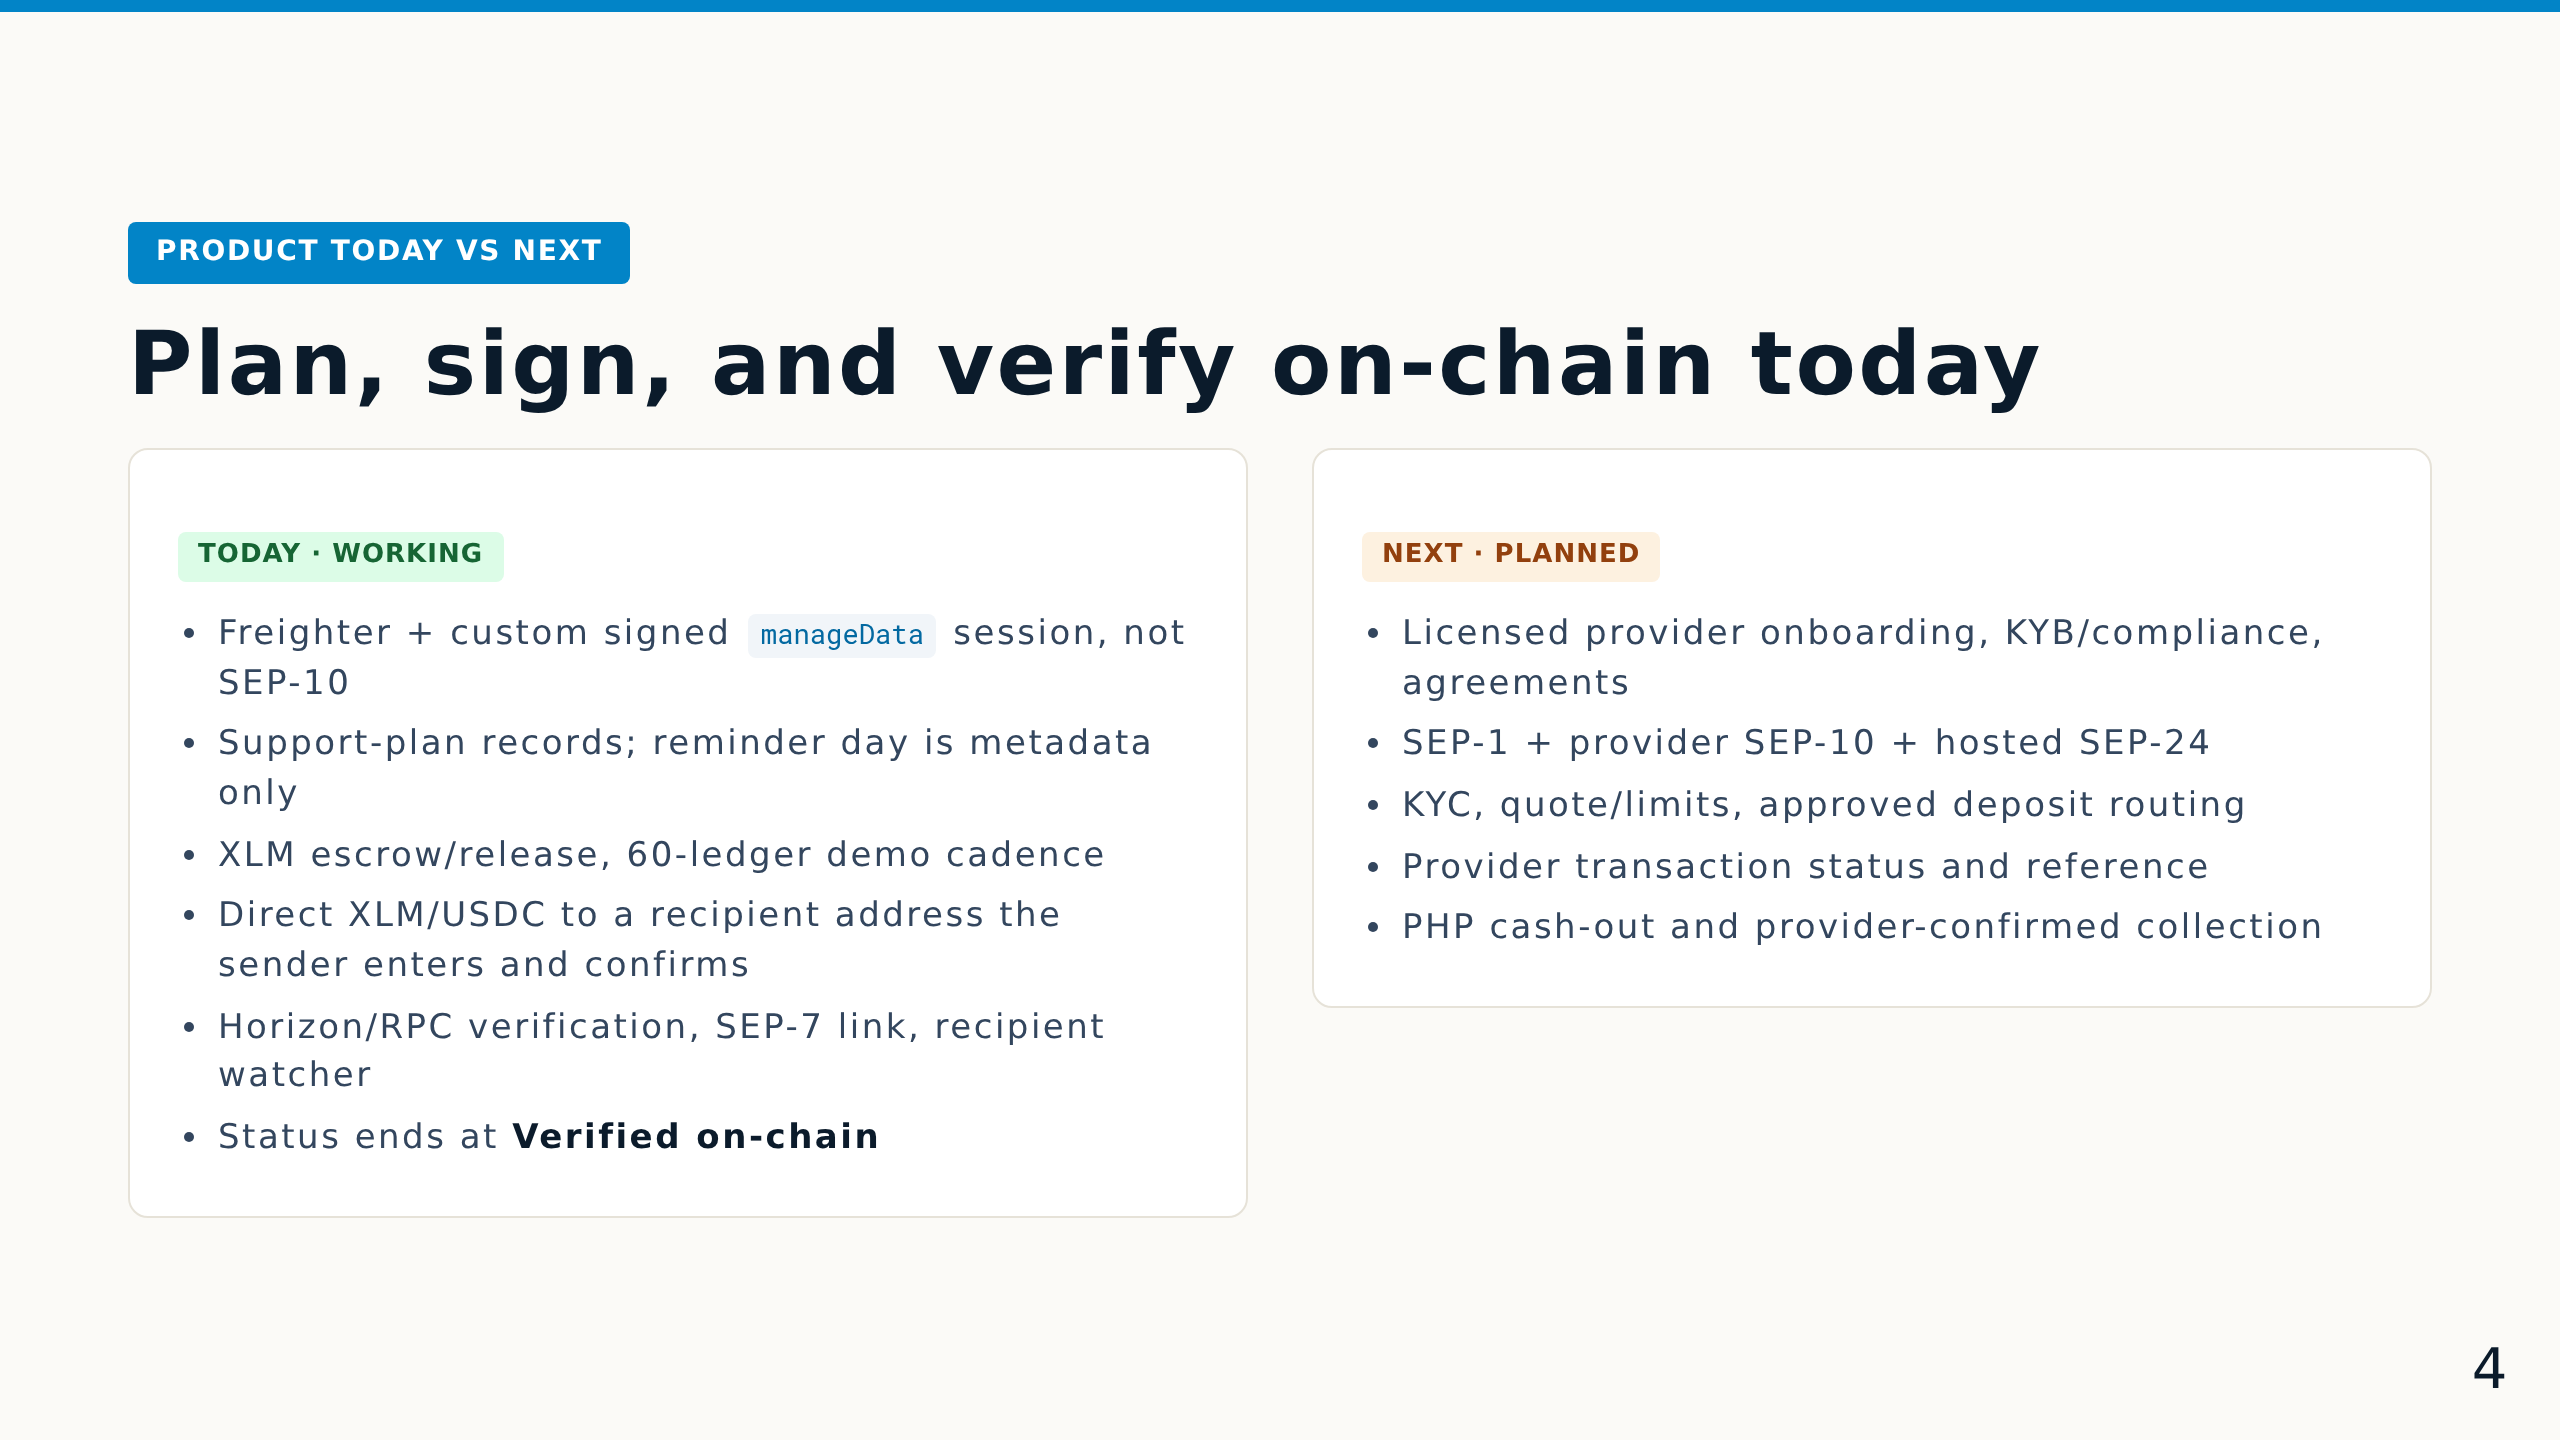 PRODUCT TODAY VS NEXT
Plan, sign, and verify on-chain today
TODAY · WORKING
• Freighter + custom signed manageData session, not
SEP-10
• Support-plan records; reminder day is metadata
only
• XLM escrow/release, 60-ledger demo cadence
• Direct XLM/USDC to a recipient address the
sender enters and confirms
• Horizon/RPC verification, SEP-7 link, recipient
watcher
• Status ends at Verified on-chain
NEXT · PLANNED
• Licensed provider onboarding, KYB/compliance,
agreements
• SEP-1 + provider SEP-10 + hosted SEP-24
• KYC, quote/limits, approved deposit routing
• Provider transaction status and reference
• PHP cash-out and provider-confirmed collection
4